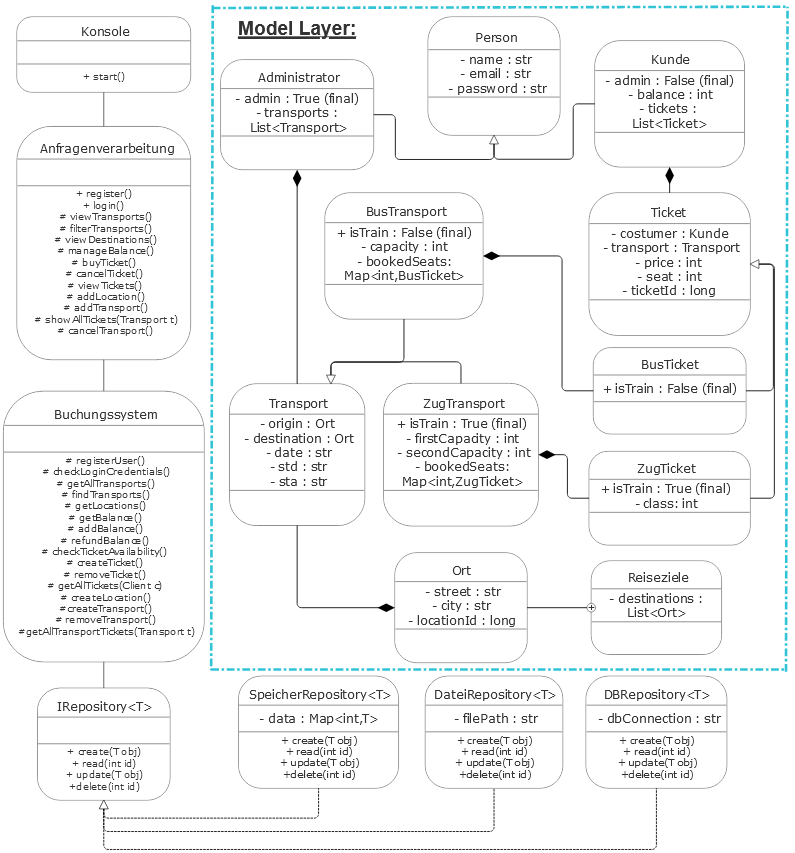 Konsole
+ start()
Anfragenverarbeitung
+ register()
+ login()
# viewTransports()
# filterTransports()
# viewDestinations()
# manageBalance()
# buyTicket()
# cancelTicket()
# viewTickets()
# addLocation()
# addTransport()
# showAllTickets(Transport t)
# cancelTransport()
Buchungssystem
# registerUser()
# checkLoginCredentials()
# getAllTransports()
# findTransports()
# getLocations()
# getBalance()
# addBalance()
# refundBalance()
# checkTicketAvailability()
# createTicket()
# removeTicket()
# getAllTickets(Client c)
# createLocation()
#createTransport()
# removeTransport()
#getAllTransportTickets(Transport t)
IRepository<T>
+ create(T obj)
+ read(int id)
+ update(T obj)
+delete(int id)
Model Layer:
Administrator
- admin : True (final)
- transports :
List<Transport>
Person
- name : str
- email : str
- password : str
Kunde
- admin : False (final)
- balance : int
- tickets :
List<Ticket>
BusTransport
+ isTrain : False (final)
- capacity : int
- bookedSeats:
Map<int,BusTicket>
Ticket
- costumer : Kunde
- transport : Transport
- price : int
- seat : int
- ticketId : long
BusTicket
+ isTrain : False (final)
Transport
- origin : Ort
- destination : Ort
- date : str
- std : str
- sta : str
ZugTransport
+ isTrain : True (final)
- firstCapacity : int
- secondCapacity : int
- bookedSeats:
Map<int,ZugTicket>
ZugTicket
+ isTrain : True (final)
- class: int
Ort
- street : str
- city : str
- locationId : long
Reiseziele
- destinations :
List<Ort>
SpeicherRepository<T>
- data : Map<int,T>
+ create(T obj)
+ read(int id)
+ update(T obj)
+delete(int id)
DateiRepository<T>
- filePath : str
+ create(T obj)
+ read(int id)
+ update(T obj)
+delete(int id)
DBRepository<T>
- dbConnection : str
+ create(T obj)
+ read(int id)
+ update(T obj)
+delete(int id)